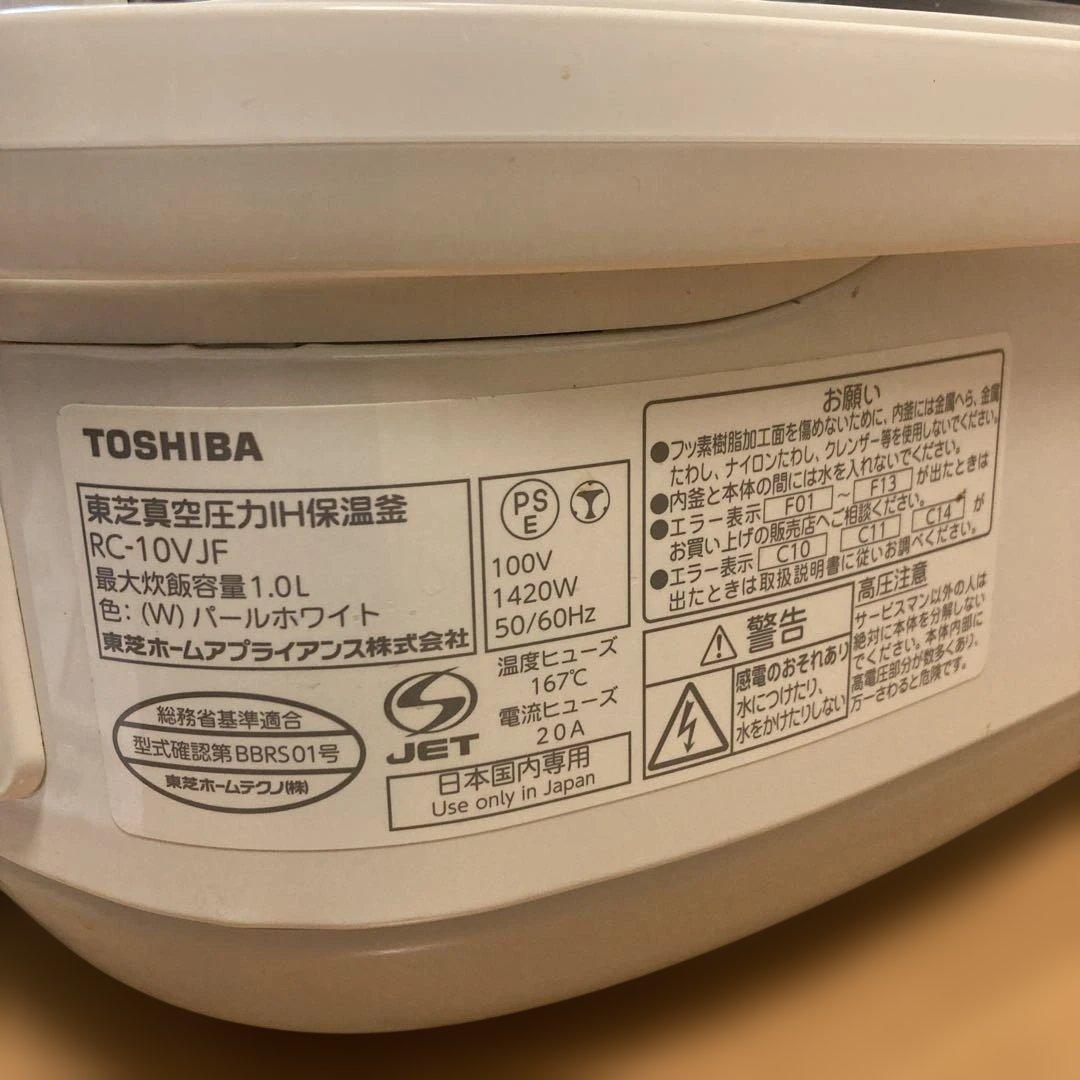 TOSHIBA
東芝真空圧力IH保温釜
RC-10VJF
最大炊飯容量1.0L
色: (W) パールホワイト
東芝ホームアプライアンス株式会社
PS
E
100V
1420W
50/60Hz
総務省基準適合
型式確認第BBRS01号
東芝ホームテクノ(株)
JET
温度ヒューズ
167℃
電流ヒューズ
20A
日本国内専用
Use only in Japan
お願い
●フッ素樹脂加工面を傷めないために、内釜には金属へら、金属
たわし、ナイロンたわし、クレンザー等を使用しないでください。
●内釜と本体の間には水を入れないでください。
●エラー表示 F01 ~ F13 が出たときは
お買い上げの販売店へご相談ください。
●エラー表示 C10 C11 C14 が
出たときは取扱説明書に従いお調べください。
警告
感電のおそれあり
水につけたり、
水をかけたりしない
高圧注意
サービスマン以外の人は
絶対に本体を分解しない
でください。本体内部に
高電圧部分が数多くあり、
万一さわると危険です。